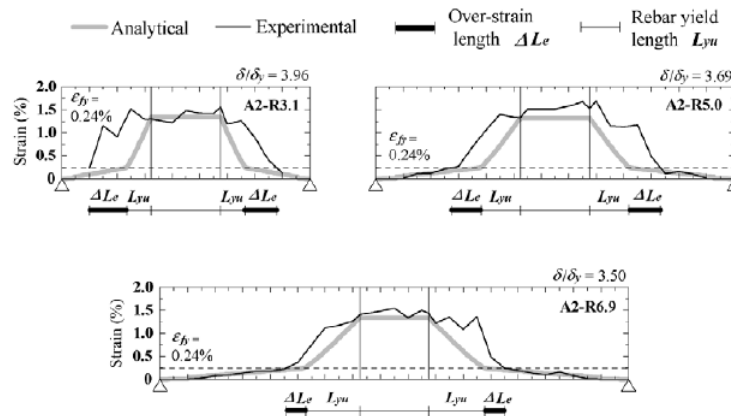 Analytical
Experimental
Over-strain
length ΔLe
Rebar yield
length Lyu
δ/δy = 3.96
A2-R3.1
εfy =
0.24%
Strain (%)
2.0
1.5
1.0
0.5
0
ΔLe Lyu Lyu ΔLe
δ/δy = 3.69
A2-R5.0
εfy =
0.24%
ΔLe Lyu Lyu ΔLe
δ/δy = 3.50
A2-R6.9
εfy =
0.24%
Strain (%)
2.0
1.5
1.0
0.5
0
ΔLe Lyu Lyu ΔLe